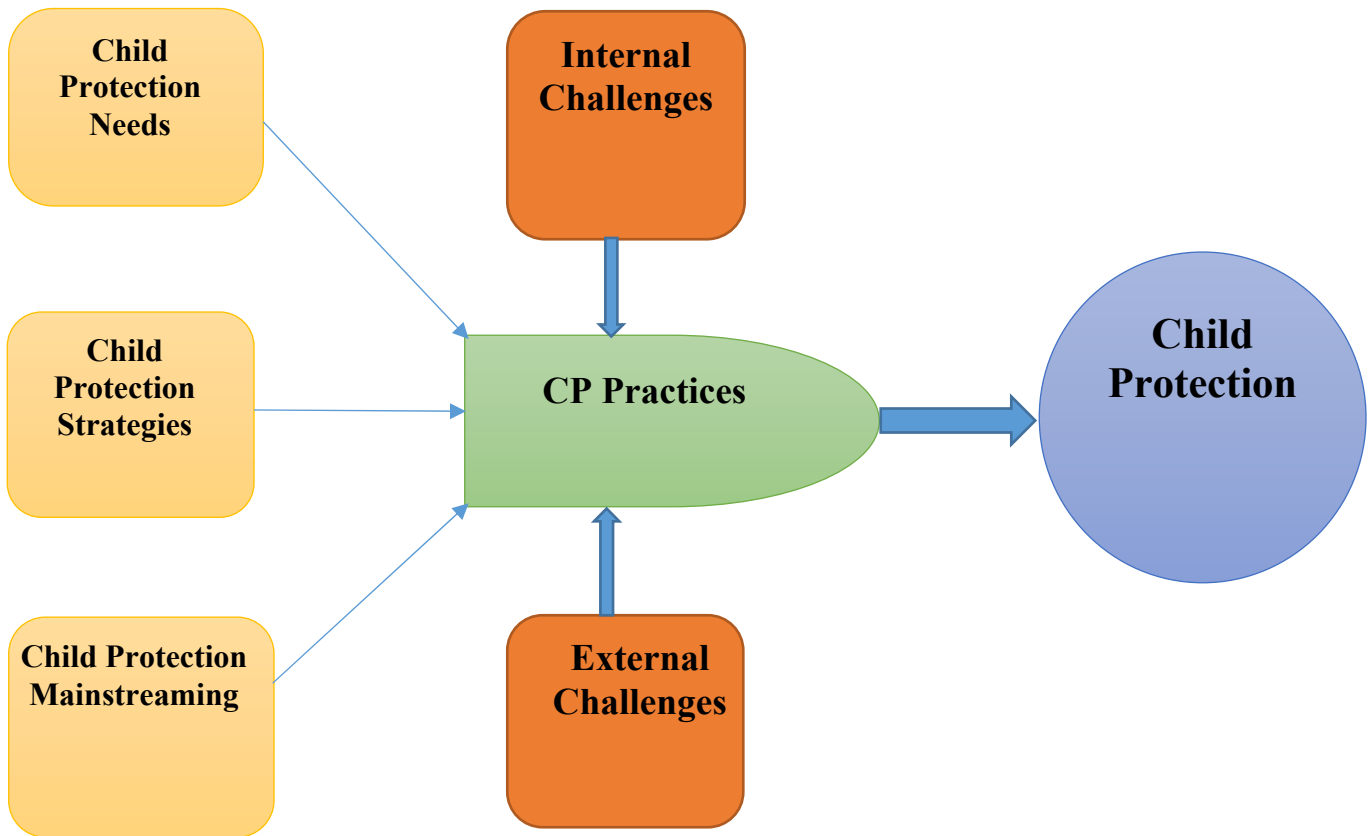 Child
Protection
Needs
Internal
Challenges
Child
Protection
Strategies
CP Practices
Child
Protection
Child Protection
Mainstreaming
External
Challenges